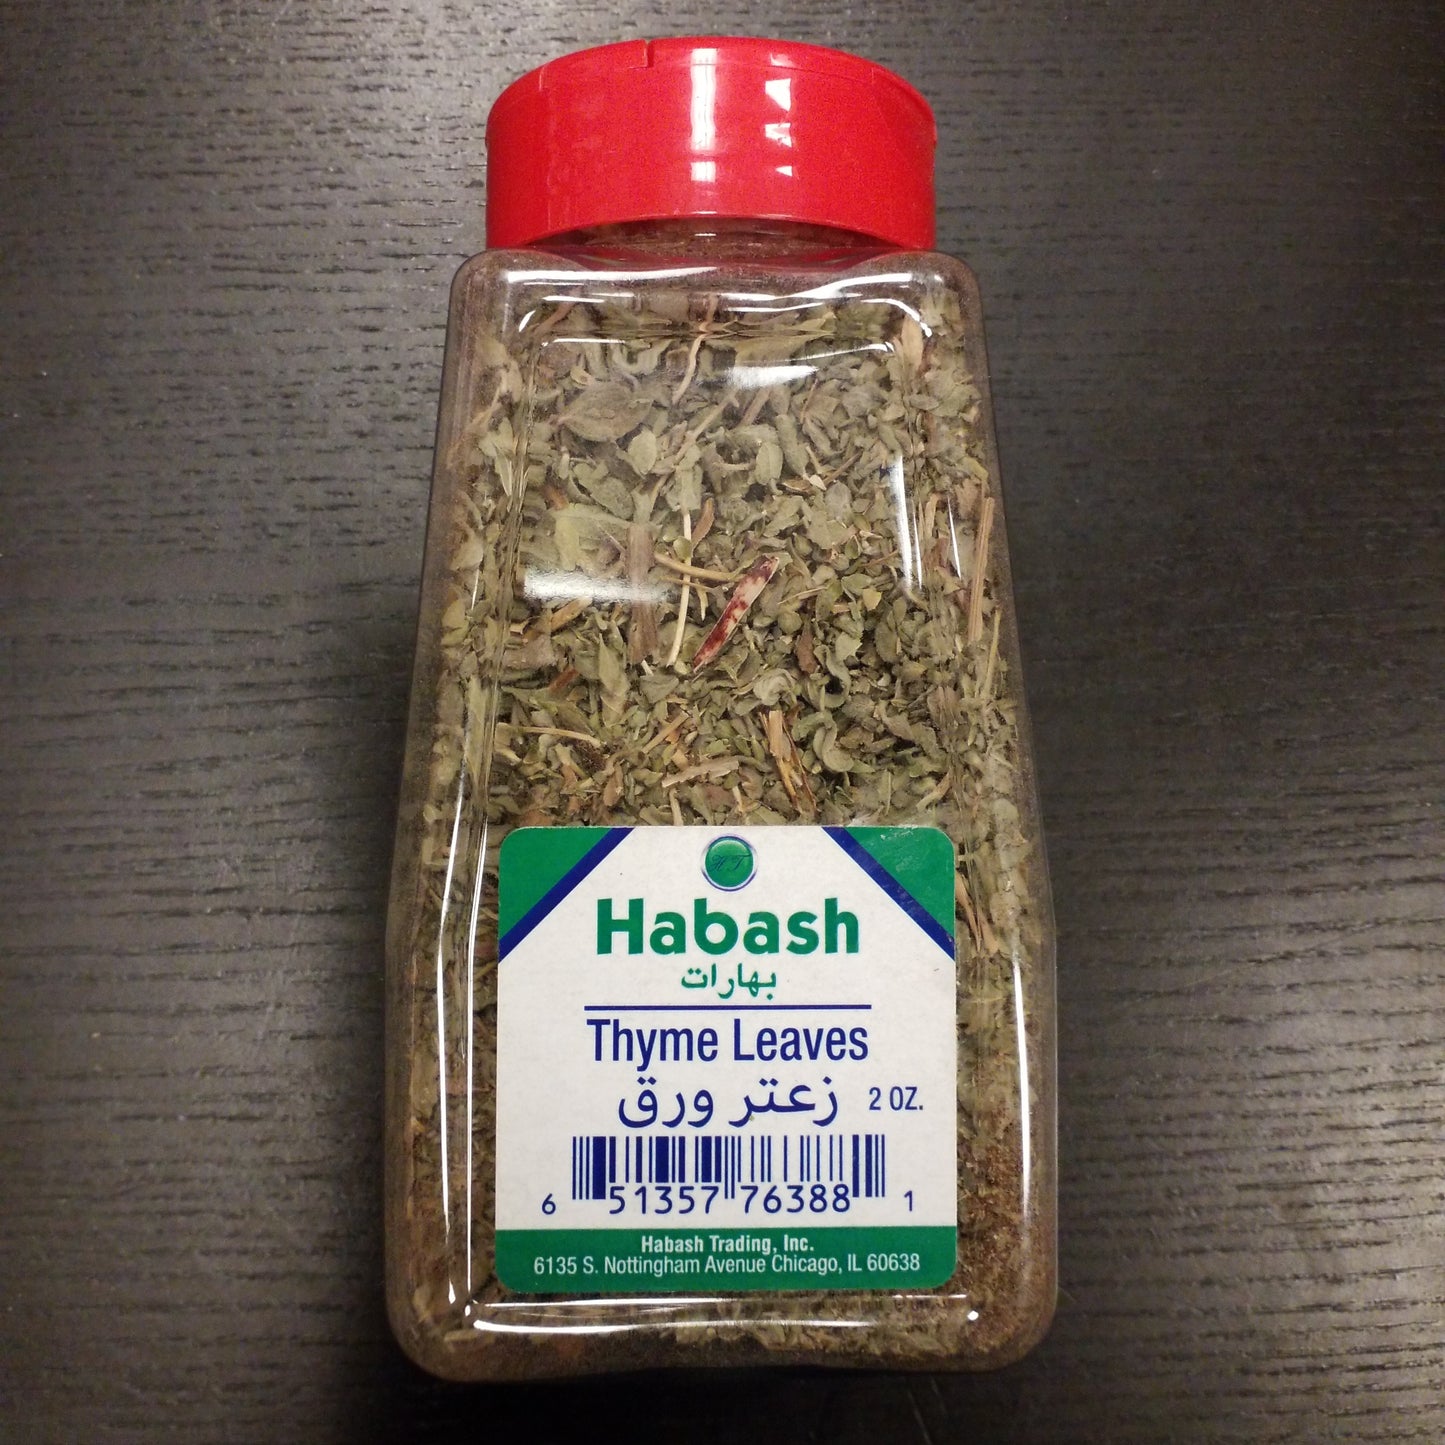 Habash
بهارات
Thyme Leaves
زعتر ورق 2 OZ.
6 51357 76388 1
Habash Trading, Inc.
6135 S. Nottingham Avenue Chicago, IL 60638